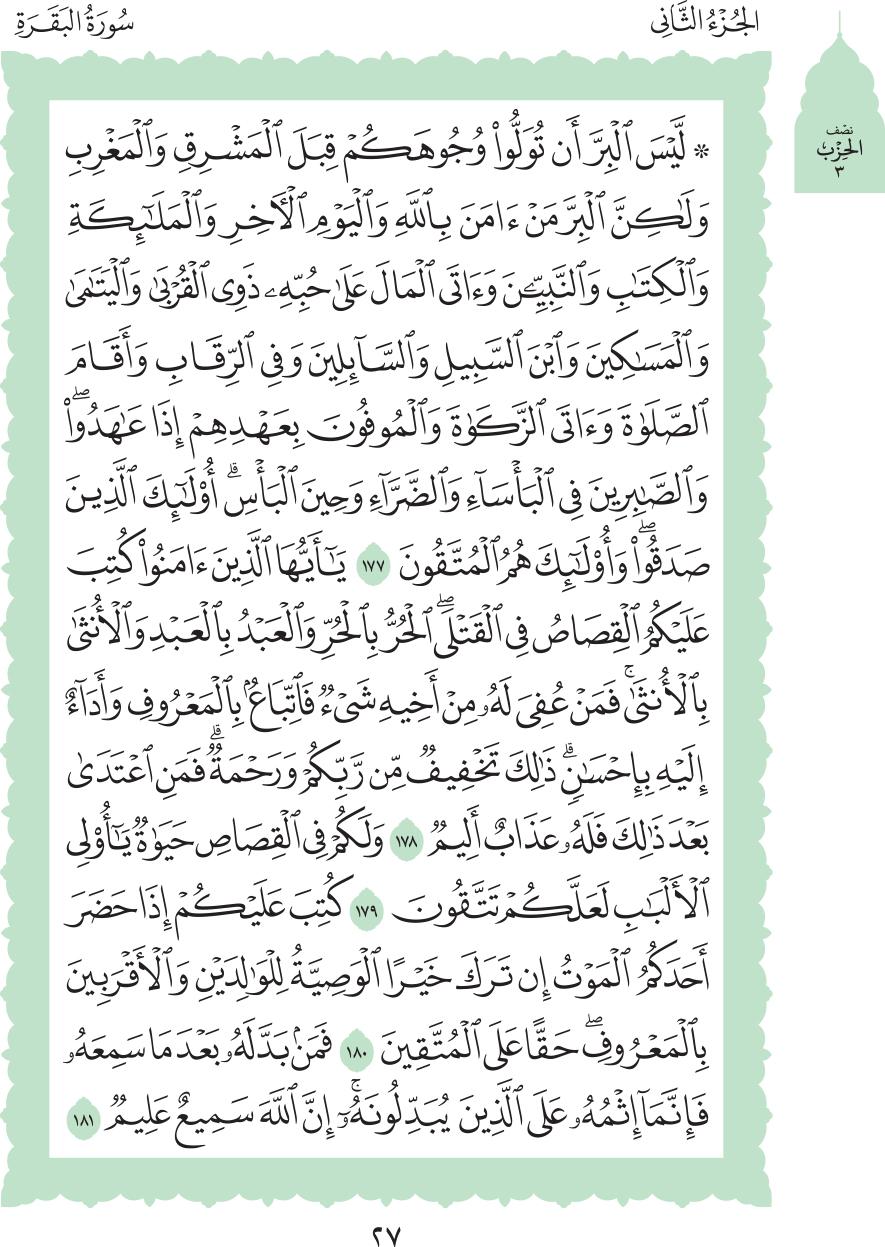 الجُزْءُ الثَّانِي
سُورَةُ البَقَرَةِ
نصف
الحِزْب
٣
* لَّيْسَ ٱلْبِرَّ أَن تُوَلُّوا۟ وُجُوهَكُمْ قِبَلَ ٱلْمَشْرِقِ وَٱلْمَغْرِبِ
وَلَٰكِنَّ ٱلْبِرَّ مَنْ ءَامَنَ بِٱللَّهِ وَٱلْيَوْمِ ٱلْأَخِرِ وَٱلْمَلَٰٓئِكَةِ
وَٱلْكِتَٰبِ وَٱلنَّبِيِّۦنَ وَءَاتَى ٱلْمَالَ عَلَىٰ حُبِّهِۦ ذَوِى ٱلْقُرْبَىٰ وَٱلْيَتَٰمَىٰ
وَٱلْمَسَٰكِينَ وَٱبْنَ ٱلسَّبِيلِ وَٱلسَّآئِلِينَ وَفِى ٱلرِّقَابِ وَأَقَامَ
ٱلصَّلَوٰةَ وَءَاتَى ٱلزَّكَوٰةَ وَٱلْمُوفُونَ بِعَهْدِهِمْ إِذَا عَٰهَدُوا۟ۖ
وَٱلصَّٰبِرِينَ فِى ٱلْبَأْسَآءِ وَٱلضَّرَّآءِ وَحِينَ ٱلْبَأْسِۗ أُو۟لَٰٓئِكَ ٱلَّذِينَ
صَدَقُوا۟ۖ وَأُو۟لَٰٓئِكَ هُمُ ٱلْمُتَّقُونَ ١٧٧ يَٰٓأَيُّهَا ٱلَّذِينَ ءَامَنُوا۟ كُتِبَ
عَلَيْكُمُ ٱلْقِصَاصُ فِى ٱلْقَتْلَىۖ ٱلْحُرُّ بِٱلْحُرِّ وَٱلْعَبْدُ بِٱلْعَبْدِ وَٱلْأُنثَىٰ
بِٱلْأُنثَىٰۚ فَمَنْ عُفِىَ لَهُۥ مِنْ أَخِيهِ شَىْءٌ فَٱتِّبَاعٌۢ بِٱلْمَعْرُوفِ وَأَدَآءٌ
إِلَيْهِ بِإِحْسَٰنٍۗ ذَٰلِكَ تَخْفِيفٌ مِّن رَّبِّكُمْ وَرَحْمَةٌۗ فَمَنِ ٱعْتَدَىٰ
بَعْدَ ذَٰلِكَ فَلَهُۥ عَذَابٌ أَلِيمٌ ١٧٨ وَلَكُمْ فِى ٱلْقِصَاصِ حَيَوٰةٌ يَٰٓأُو۟لِى
ٱلْأَلْبَٰبِ لَعَلَّكُمْ تَتَّقُونَ ١٧٩ كُتِبَ عَلَيْكُمْ إِذَا حَضَرَ
أَحَدَكُمُ ٱلْمَوْتُ إِن تَرَكَ خَيْرًا ٱلْوَصِيَّةُ لِلْوَٰلِدَيْنِ وَٱلْأَقْرَبِينَ
بِٱلْمَعْرُوفِۖ حَقًّا عَلَى ٱلْمُتَّقِينَ ١٨٠ فَمَنۢ بَدَّلَهُۥ بَعْدَ مَا سَمِعَهُۥ
فَإِنَّمَآ إِثْمُهُۥ عَلَى ٱلَّذِينَ يُبَدِّلُونَهُۥٓۚ إِنَّ ٱللَّهَ سَمِيعٌ عَلِيمٌ ١٨١
٢٧